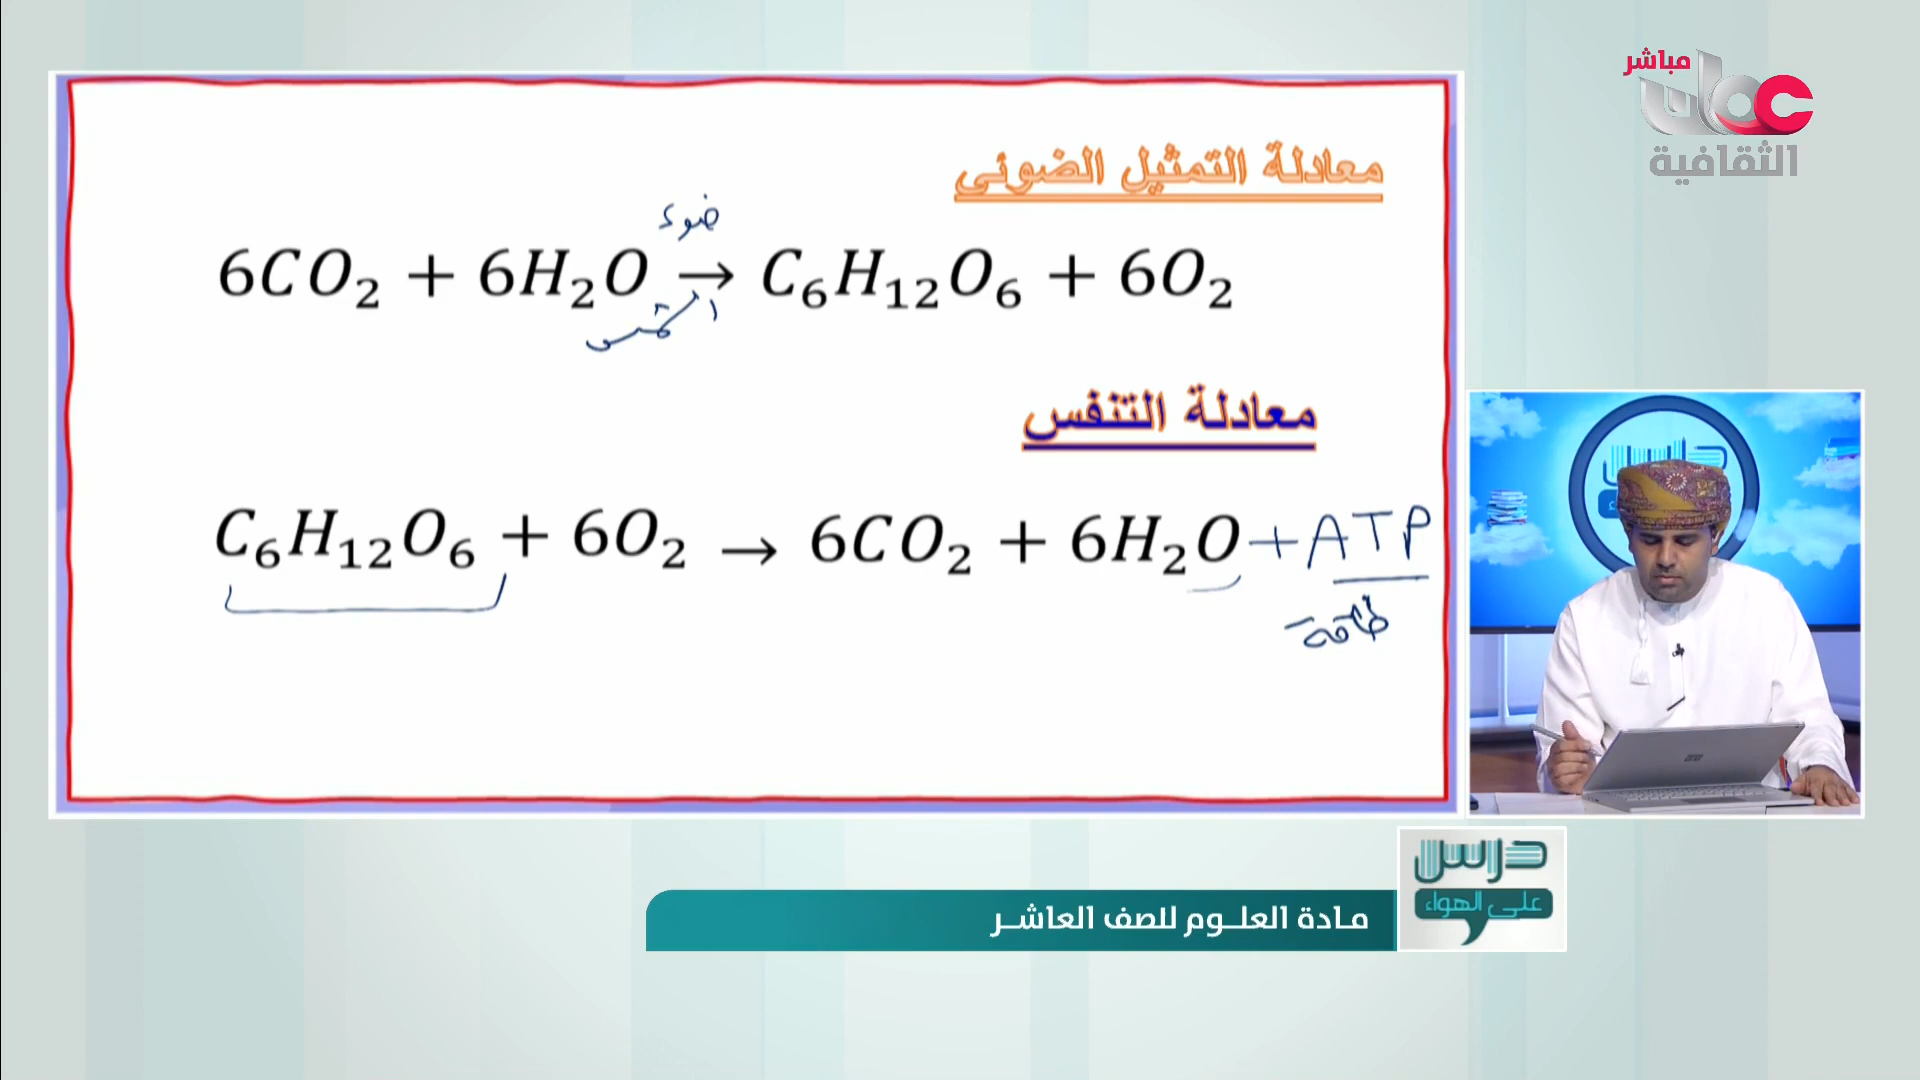 مباشر
عمان
الثقافية
معادلة التمثيل الضوئي
ضوء
6CO₂ + 6H₂O → C₆H₁₂O₆ + 6O₂
الشمس
معادلة التنفس
C₆H₁₂O₆ + 6O₂ → 6CO₂ + 6H₂O + ATP
طاقة
درس
على الهواء
مادة العلوم للصف العاشر